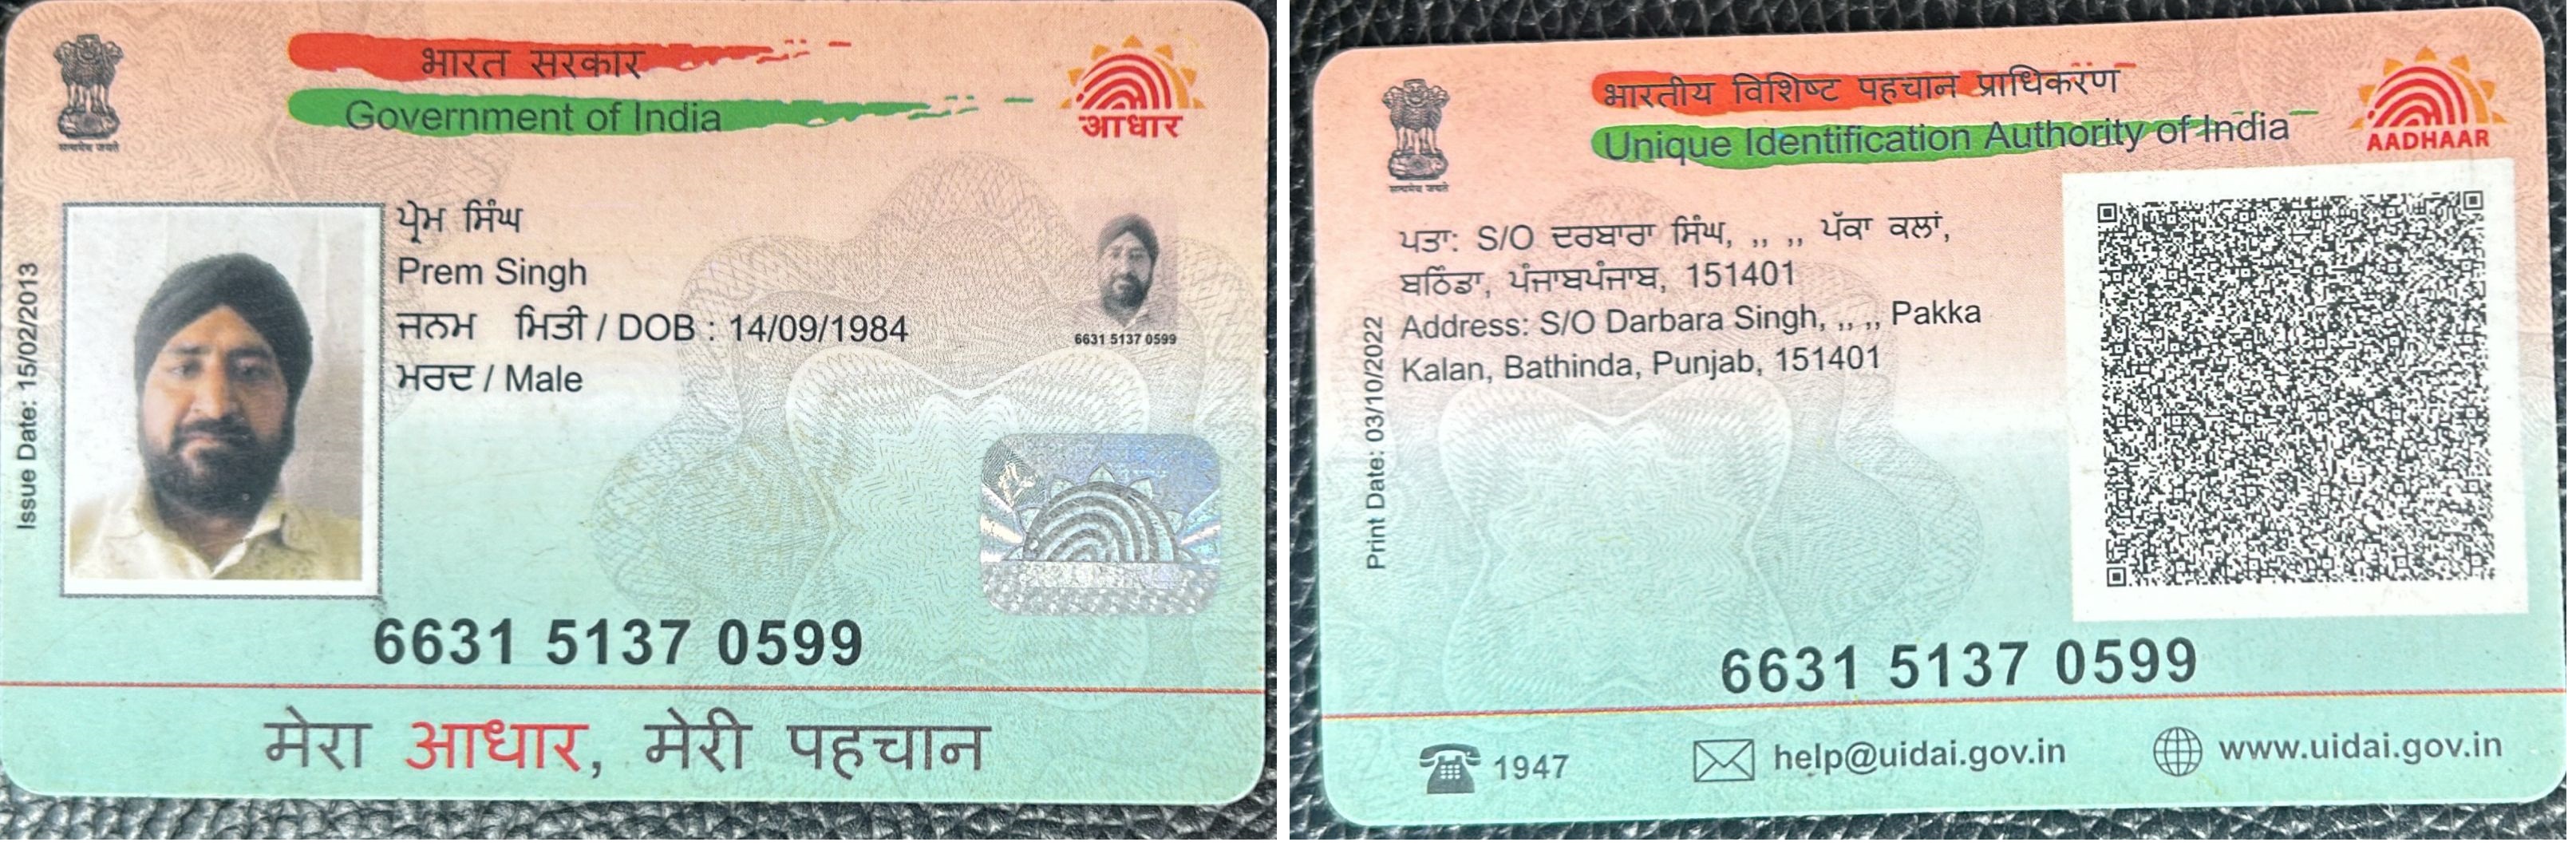 भारत सरकार
Government of India
आधार
सत्यमेव जयते
Issue Date: 15/02/2013
ਪ੍ਰੇਮ ਸਿੰਘ
Prem Singh
ਜਨਮ ਮਿਤੀ / DOB : 14/09/1984
ਮਰਦ / Male
6631 5137 0599
6631 5137 0599
मेरा आधार, मेरी पहचान
भारतीय विशिष्ट पहचान प्राधिकरण
Unique Identification Authority of India
AADHAAR
सत्यमेव जयते
Print Date: 03/10/2022
ਪਤਾ: S/O ਦਰਬਾਰਾ ਸਿੰਘ, ,, ,, ਪੱਕਾ ਕਲਾਂ,
ਬਠਿੰਡਾ, ਪੰਜਾਬਪੰਜਾਬ, 151401
Address: S/O Darbara Singh, ,, ,, Pakka
Kalan, Bathinda, Punjab, 151401
6631 5137 0599
1947
help@uidai.gov.in
www.uidai.gov.in